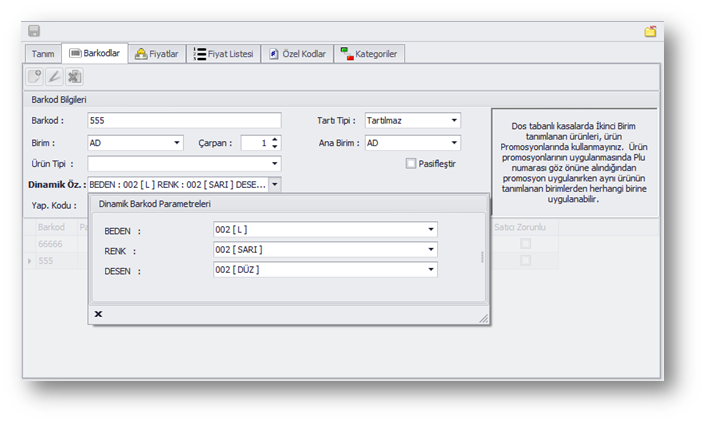 Tanım Barkodlar Fiyatlar Fiyat Listesi Özel Kodlar Kategoriler
Barkod Bilgileri
Barkod : 555 Tartı Tipi : Tartılmaz
Birim : AD Çarpan : 1 Ana Birim : AD
Ürün Tipi : Pasifleştir
Dinamik Öz. : BEDEN : 002 [ L ] RENK : 002 [ SARI ] DESE...
Yap. Kodu :
Dos tabanlı kasalarda İkinci Birim
tanımlanan ürünleri, ürün
Promosyonlarında kullanmayınız. Ürün
promosyonlarının uygulanmasında Plu
numarası göz önüne alındığından
promosyon uygulanırken aynı ürünün
tanımlanan birimlerden herhangi birine
uygulanabilir.
Dinamik Barkod Parametreleri
BEDEN : 002 [ L ]
RENK : 002 [ SARI ]
DESEN : 002 [ DÜZ ]
Barkod Satıcı Zorunlu
66666
555